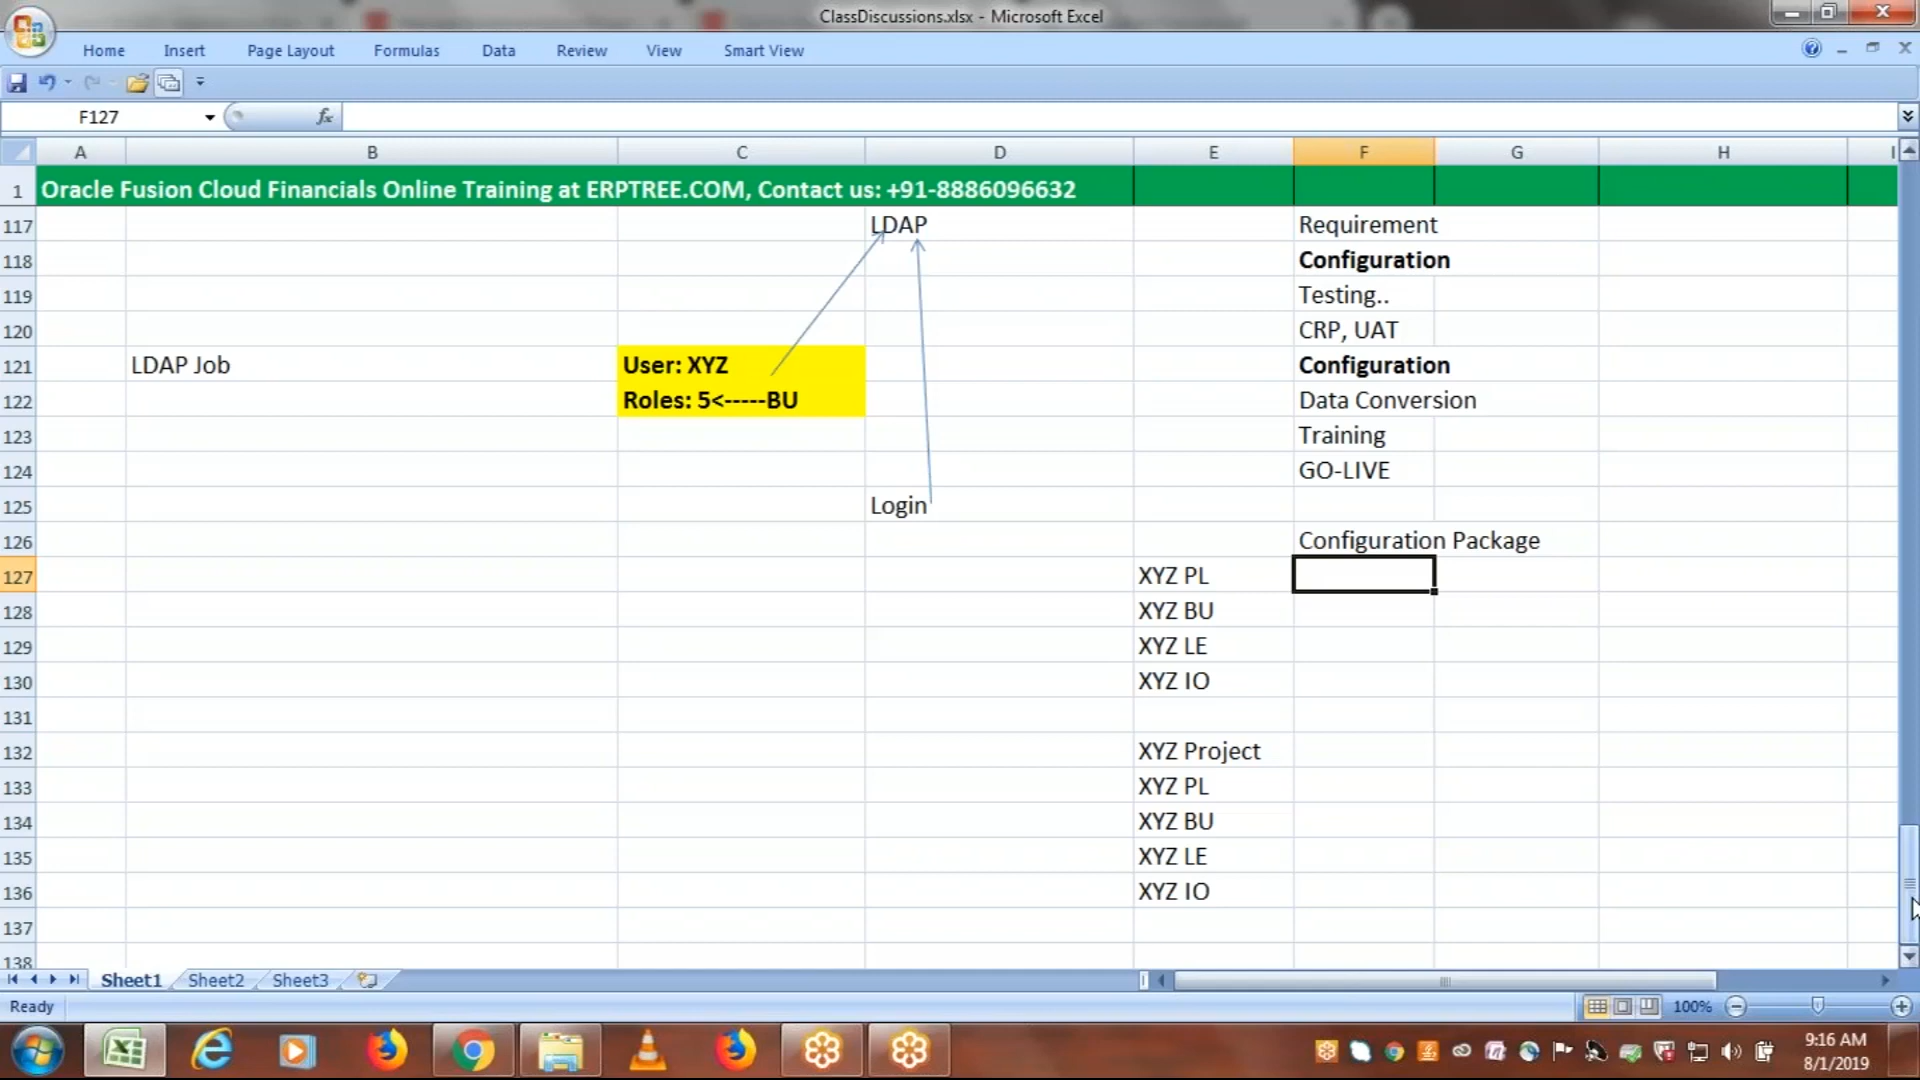 ClassDiscussions.xlsx - Microsoft Excel
Home Insert Page Layout Formulas Data Review View Smart View
F127 fx
A B C D E F G H I
1 Oracle Fusion Cloud Financials Online Training at ERPTREE.COM, Contact us: +91-8886096632
117 LDAP Requirement
118 Configuration
119 Testing..
120 CRP, UAT
121 LDAP Job User: XYZ Configuration
122 Roles: 5<-----BU Data Conversion
123 Training
124 GO-LIVE
125 Login
126 Configuration Package
127 XYZ PL
128 XYZ BU
129 XYZ LE
130 XYZ IO
131
132 XYZ Project
133 XYZ PL
134 XYZ BU
135 XYZ LE
136 XYZ IO
137
138
Sheet1 Sheet2 Sheet3
Ready 100%
9:16 AM
8/1/2019